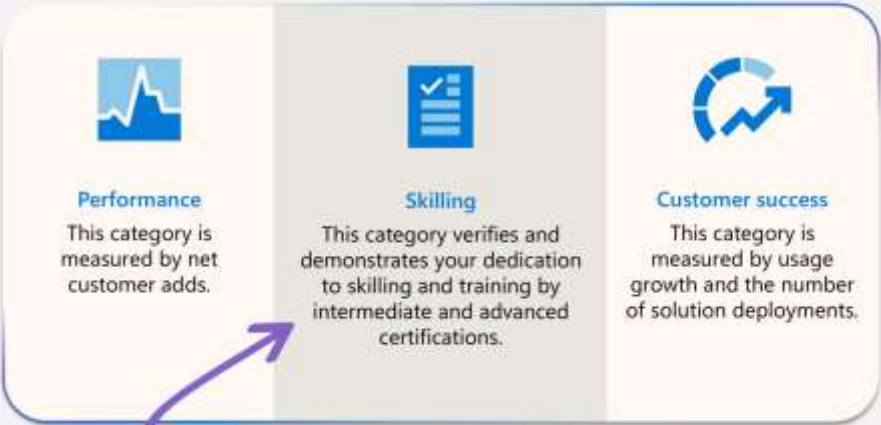 Performance
This category is
measured by net
customer adds.
Skilling
This category verifies and
demonstrates your dedication
to skilling and training by
intermediate and advanced
certifications.
Customer success
This category is
measured by usage
growth and the number
of solution deployments.